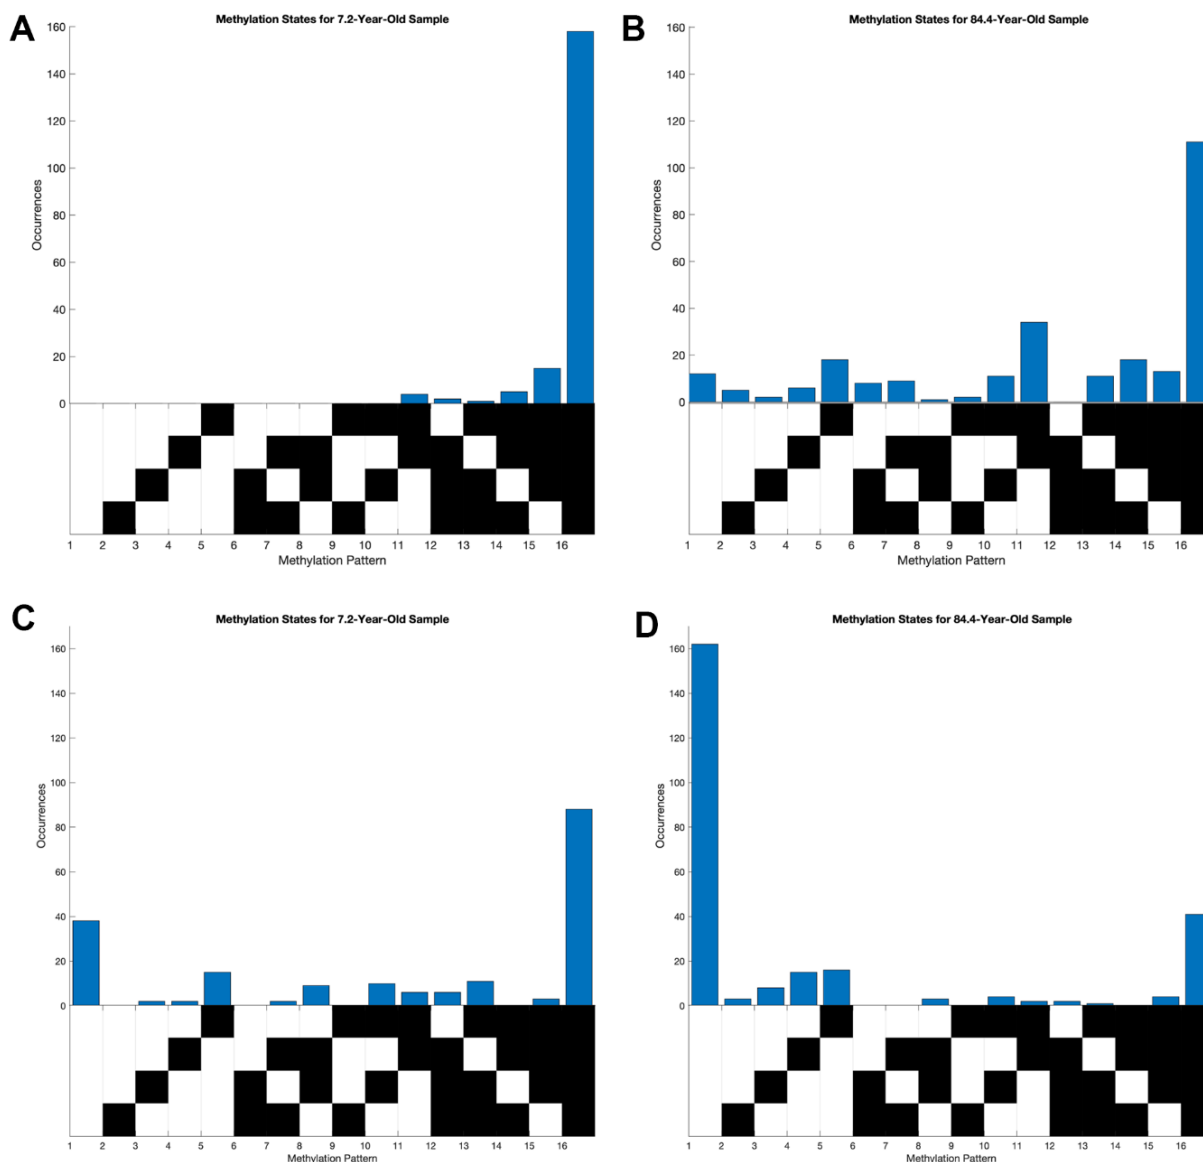 A
Methylation States for 7.2-Year-Old Sample
160
140
120
100
80
60
40
20
0
Occurrences
1 2 3 4 5 6 7 8 9 10 11 12 13 14 15 16
Methylation Pattern
B
Methylation States for 84.4-Year-Old Sample
160
140
120
100
80
60
40
20
0
Occurrences
1 2 3 4 5 6 7 8 9 10 11 12 13 14 15 16
Methylation Pattern
C
Methylation States for 7.2-Year-Old Sample
160
140
120
100
80
60
40
20
0
Occurrences
1 2 3 4 5 6 7 8 9 10 11 12 13 14 15 16
Methylation Pattern
D
Methylation States for 84.4-Year-Old Sample
160
140
120
100
80
60
40
20
0
Occurrences
1 2 3 4 5 6 7 8 9 10 11 12 13 14 15 16
Methylation Pattern